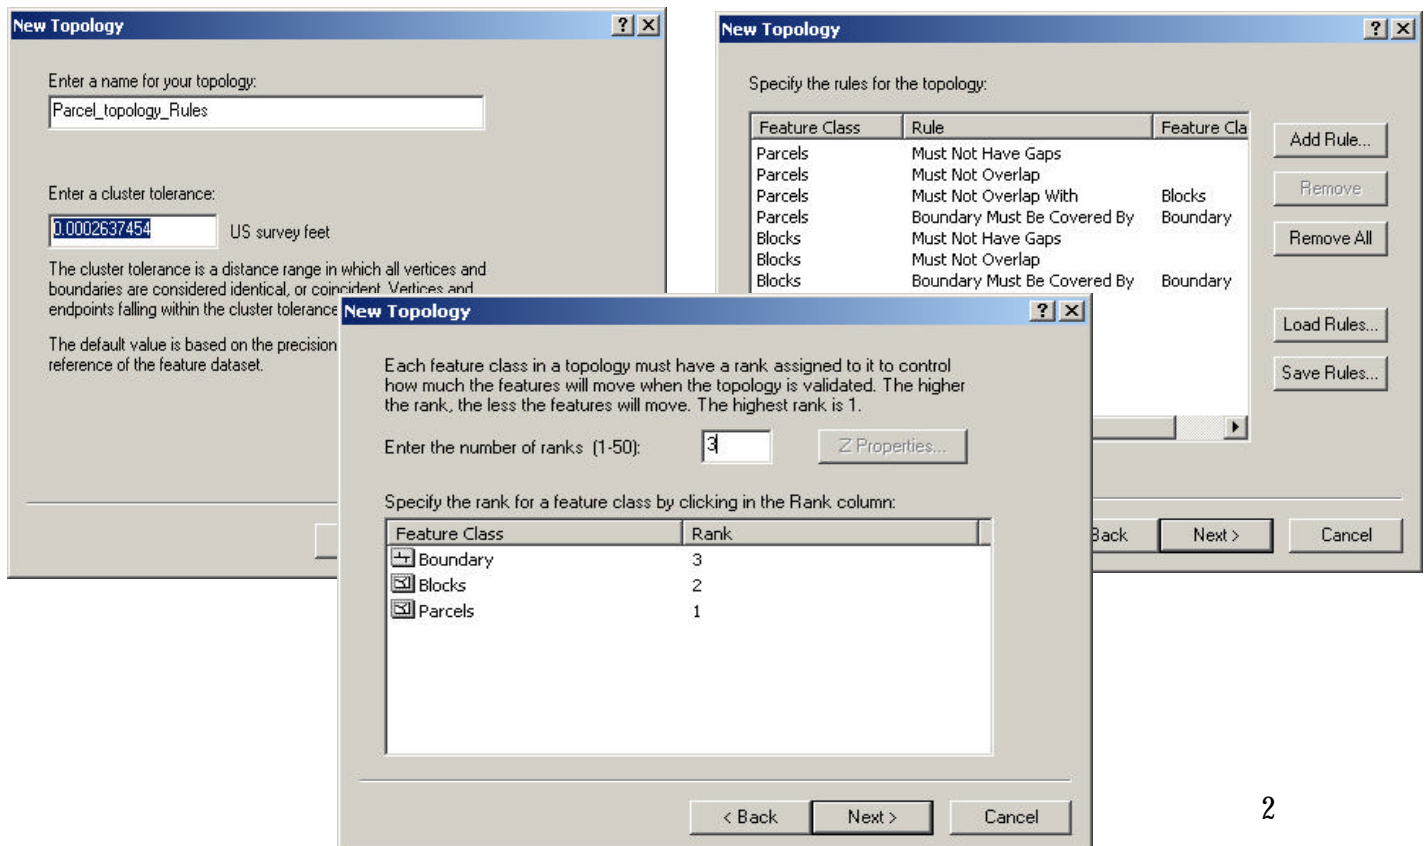 New Topology
Enter a name for your topology:
Parcel_topology_Rules
Enter a cluster tolerance:
0.0002637454 US survey feet
The cluster tolerance is a distance range in which all vertices and
boundaries are considered identical, or coincident. Vertices and
endpoints falling within the cluster tolerance
The default value is based on the precision
reference of the feature dataset.
New Topology
Specify the rules for the topology:
Feature Class Rule Feature Cla
Parcels Must Not Have Gaps
Parcels Must Not Overlap
Parcels Must Not Overlap With Blocks
Parcels Boundary Must Be Covered By Boundary
Blocks Must Not Have Gaps
Blocks Must Not Overlap
Blocks Boundary Must Be Covered By Boundary
Add Rule...
Remove
Remove All
Load Rules...
Save Rules...
Back Next > Cancel
New Topology
Each feature class in a topology must have a rank assigned to it to control
how much the features will move when the topology is validated. The higher
the rank, the less the features will move. The highest rank is 1.
Enter the number of ranks (1-50): 3 Z Properties...
Specify the rank for a feature class by clicking in the Rank column:
Feature Class Rank
Boundary 3
Blocks 2
Parcels 1
< Back Next > Cancel
2